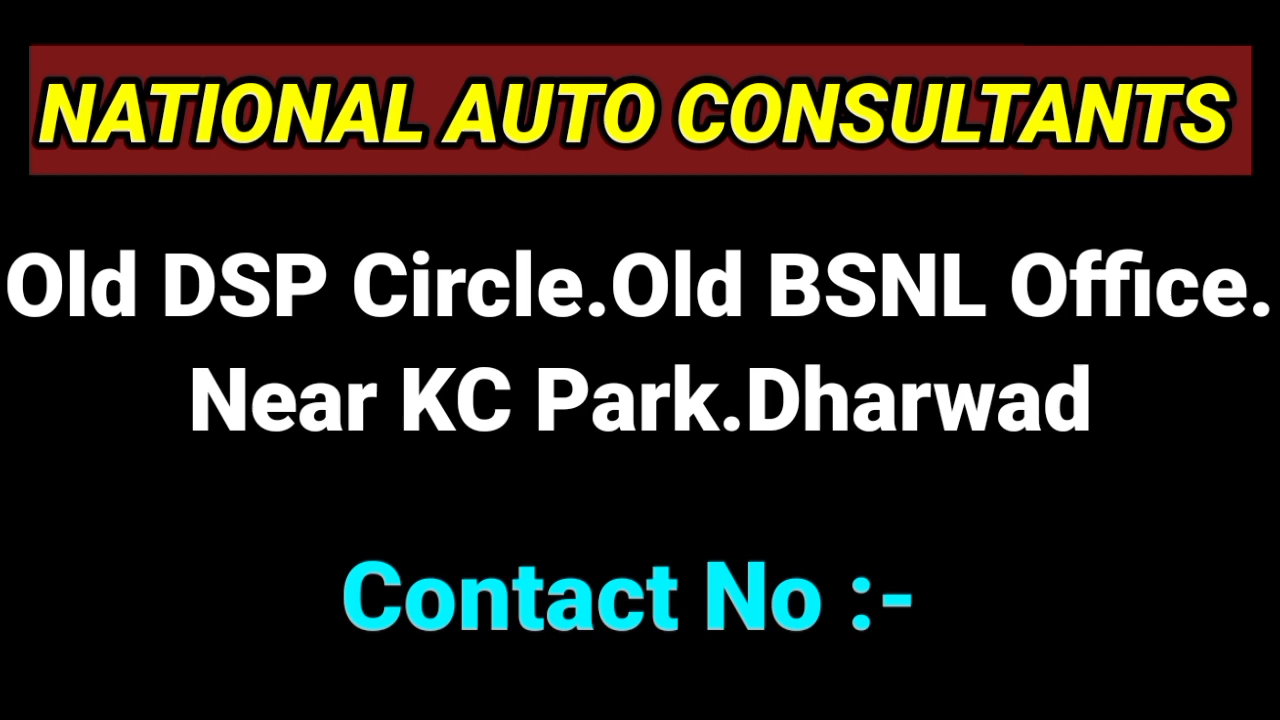 NATIONAL AUTO CONSULTANTS
Old DSP Circle.Old BSNL Office.
Near KC Park.Dharwad
Contact No :-